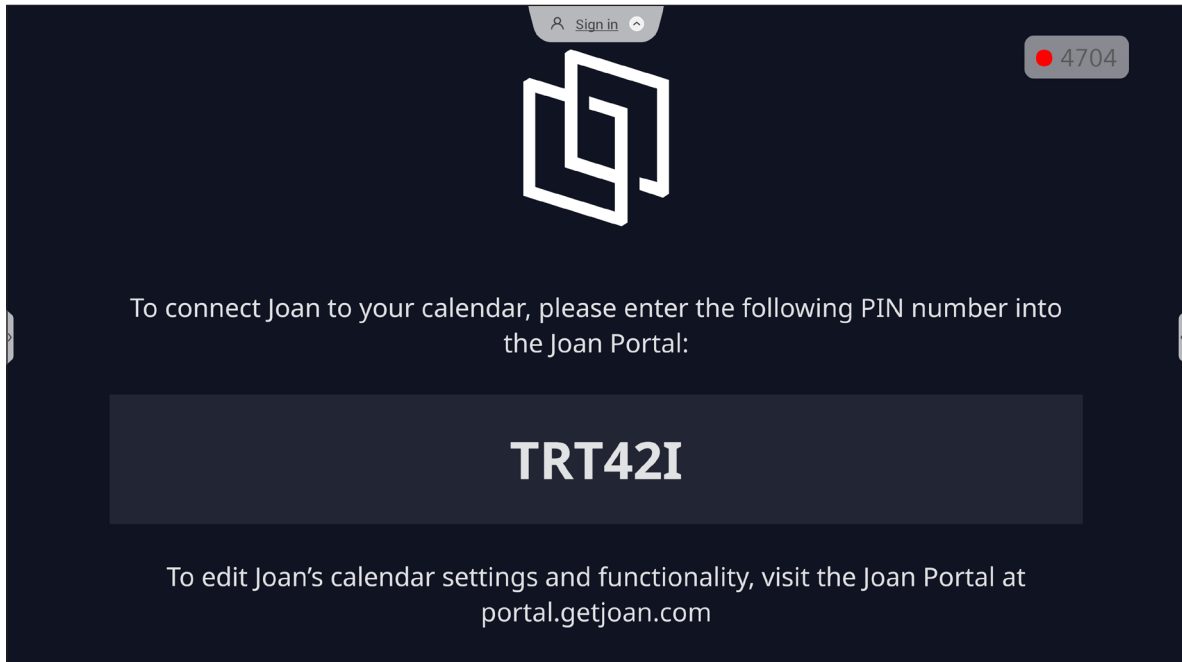 Sign in
4704
To connect Joan to your calendar, please enter the following PIN number into
the Joan Portal:
TRT42I
To edit Joan’s calendar settings and functionality, visit the Joan Portal at
portal.getjoan.com